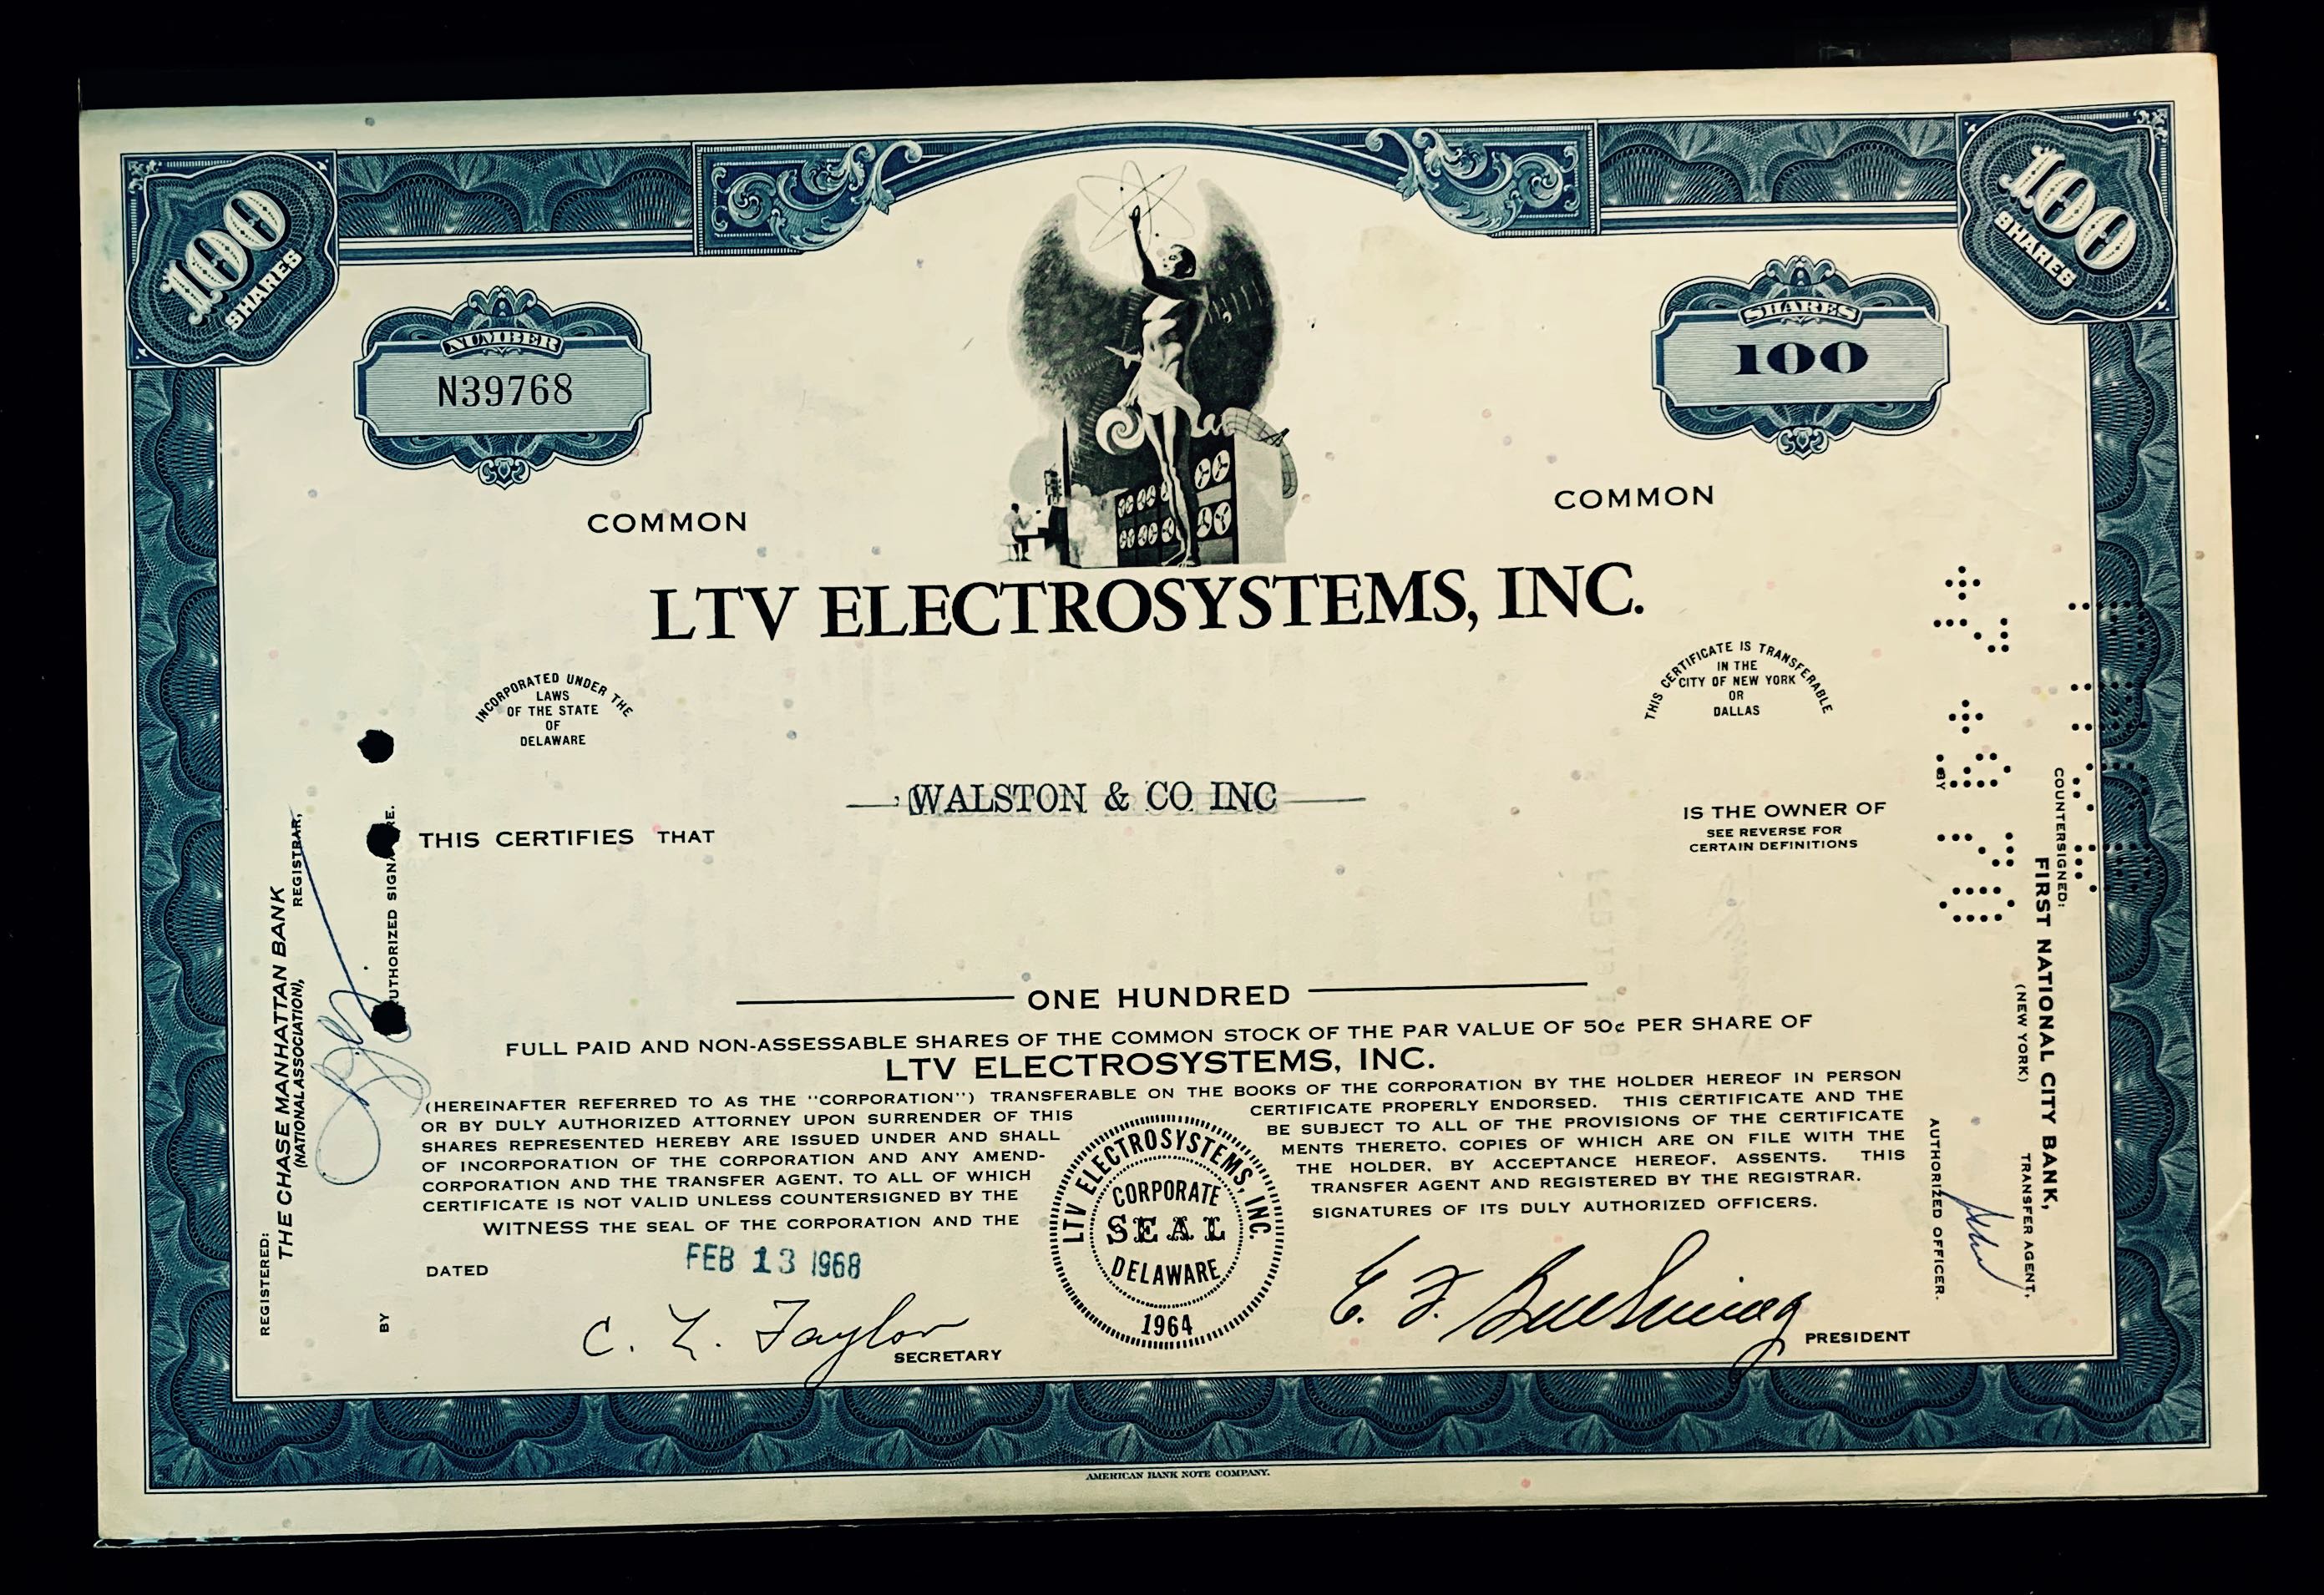 100
SHARES
100
SHARES
NUMBER
N39768
SHARES
100
COMMON
COMMON
LTV ELECTROSYSTEMS, INC.
INCORPORATED UNDER THE
LAWS
OF THE STATE
OF
DELAWARE
THIS CERTIFICATE IS TRANSFERABLE
IN THE
CITY OF NEW YORK
OR
DALLAS
WALSTON & CO INC
THIS CERTIFIES THAT
IS THE OWNER OF
SEE REVERSE FOR
CERTAIN DEFINITIONS
ONE HUNDRED
FULL PAID AND NON-ASSESSABLE SHARES OF THE COMMON STOCK OF THE PAR VALUE OF 50¢ PER SHARE OF
LTV ELECTROSYSTEMS, INC.
(HEREINAFTER REFERRED TO AS THE "CORPORATION") TRANSFERABLE ON THE BOOKS OF THE CORPORATION BY THE HOLDER HEREOF IN PERSON
OR BY DULY AUTHORIZED ATTORNEY UPON SURRENDER OF THIS CERTIFICATE PROPERLY ENDORSED. THIS CERTIFICATE AND THE
SHARES REPRESENTED HEREBY ARE ISSUED UNDER AND SHALL BE SUBJECT TO ALL OF THE PROVISIONS OF THE CERTIFICATE
OF INCORPORATION OF THE CORPORATION AND ANY AMEND- MENTS THERETO, COPIES OF WHICH ARE ON FILE WITH THE
CORPORATION AND THE TRANSFER AGENT, TO ALL OF WHICH THE HOLDER, BY ACCEPTANCE HEREOF, ASSENTS. THIS
CERTIFICATE IS NOT VALID UNLESS COUNTERSIGNED BY THE TRANSFER AGENT AND REGISTERED BY THE REGISTRAR.
WITNESS THE SEAL OF THE CORPORATION AND THE SIGNATURES OF ITS DULY AUTHORIZED OFFICERS.
DATED
FEB 13 1968
LTV ELECTROSYSTEMS, INC.
CORPORATE
SEAL
DELAWARE
1964
C. L. Taylor
SECRETARY
PRESIDENT
REGISTERED:
THE CHASE MANHATTAN BANK
(NATIONAL ASSOCIATION),
REGISTRAR,
BY
COUNTERSIGNED:
FIRST NATIONAL CITY BANK,
(NEW YORK)
TRANSFER AGENT,
BY
AUTHORIZED OFFICER.
AMERICAN BANK NOTE COMPANY.